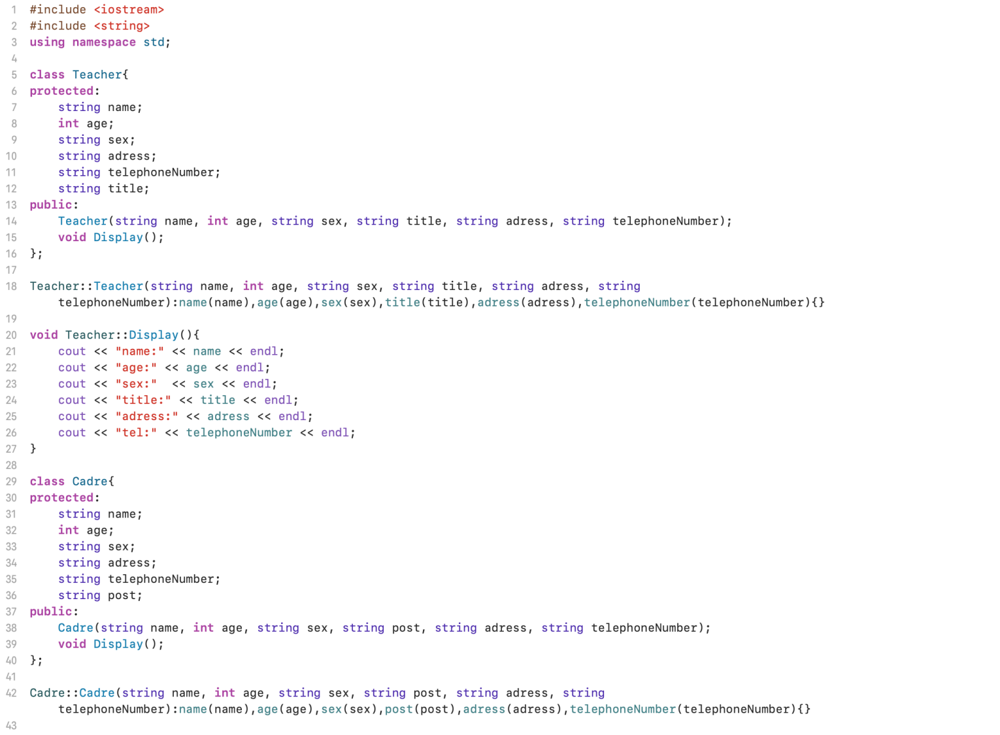 1 #include <iostream>
2 #include <string>
3 using namespace std;
4
5 class Teacher{
6 protected:
7     string name;
8     int age;
9     string sex;
10     string adress;
11     string telephoneNumber;
12     string title;
13 public:
14     Teacher(string name, int age, string sex, string title, string adress, string telephoneNumber);
15     void Display();
16 };
17
18 Teacher::Teacher(string name, int age, string sex, string title, string adress, string
    telephoneNumber):name(name),age(age),sex(sex),title(title),adress(adress),telephoneNumber(telephoneNumber){}
19
20 void Teacher::Display(){
21     cout << "name:" << name << endl;
22     cout << "age:" << age << endl;
23     cout << "sex:"  << sex << endl;
24     cout << "title:" << title << endl;
25     cout << "adress:" << adress << endl;
26     cout << "tel:" << telephoneNumber << endl;
27 }
28
29 class Cadre{
30 protected:
31     string name;
32     int age;
33     string sex;
34     string adress;
35     string telephoneNumber;
36     string post;
37 public:
38     Cadre(string name, int age, string sex, string post, string adress, string telephoneNumber);
39     void Display();
40 };
41
42 Cadre::Cadre(string name, int age, string sex, string post, string adress, string
    telephoneNumber):name(name),age(age),sex(sex),post(post),adress(adress),telephoneNumber(telephoneNumber){}
43